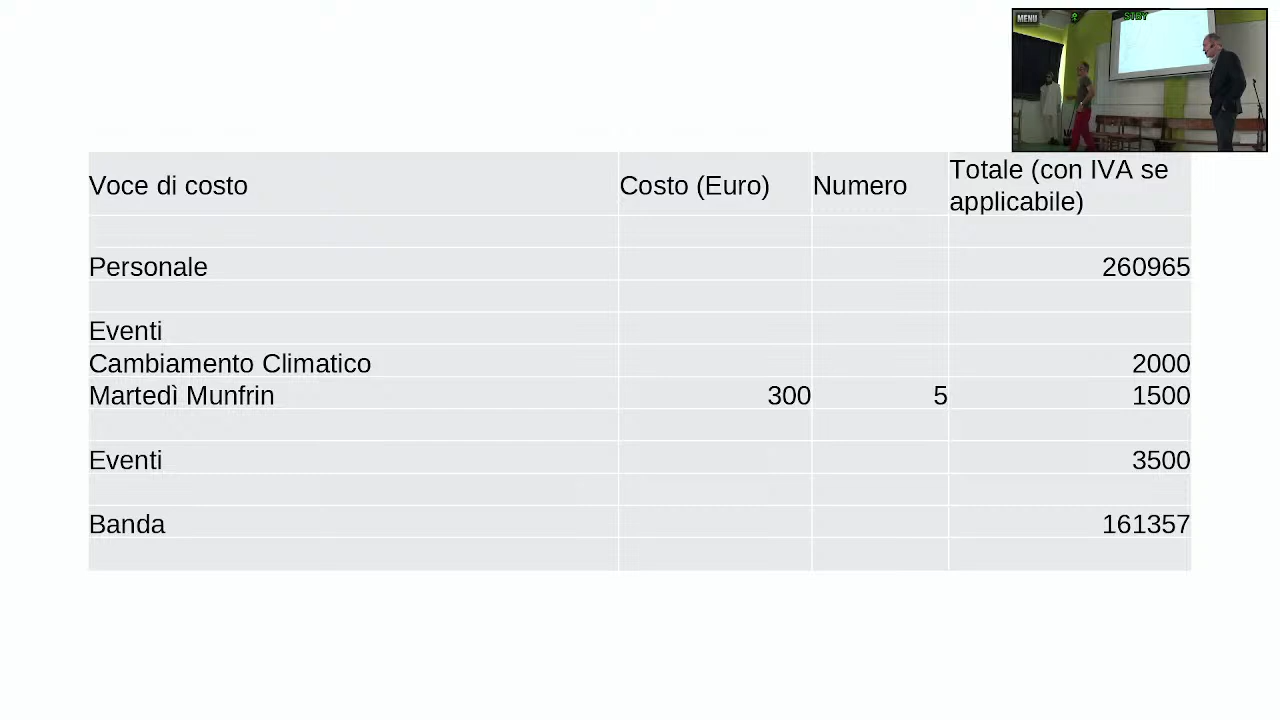 MENU
STBY
Voce di costo Costo (Euro) Numero Totale (con IVA se
applicabile)
Personale 260965
Eventi
Cambiamento Climatico 2000
Martedì Munfrin 300 5 1500
Eventi 3500
Banda 161357